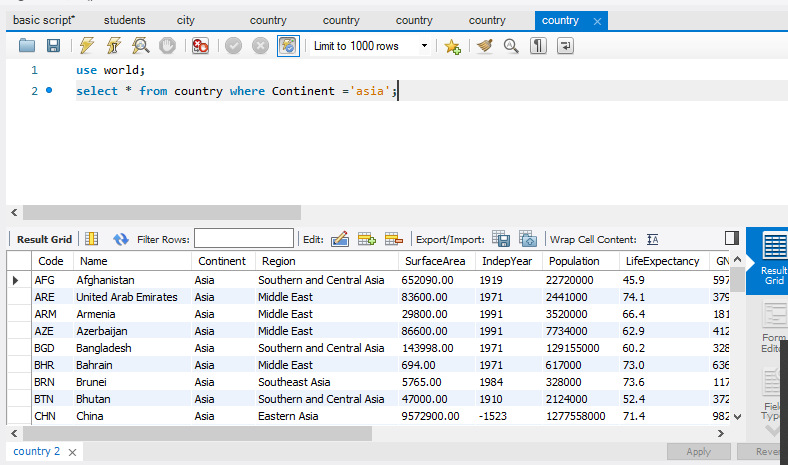 basic script* students city country country country country country
Limit to 1000 rows
1 use world;
2 select * from country where Continent ='asia';
Result Grid Filter Rows: Edit: Export/Import: Wrap Cell Content:
Code Name Continent Region SurfaceArea IndepYear Population LifeExpectancy GN
AFG Afghanistan Asia Southern and Central Asia 652090.00 1919 22720000 45.9 597
ARE United Arab Emirates Asia Middle East 83600.00 1971 2441000 74.1 379
ARM Armenia Asia Middle East 29800.00 1991 3520000 66.4 181
AZE Azerbaijan Asia Middle East 86600.00 1991 7734000 62.9 412
BGD Bangladesh Asia Southern and Central Asia 143998.00 1971 129155000 60.2 328
BHR Bahrain Asia Middle East 694.00 1971 617000 73.0 636
BRN Brunei Asia Southeast Asia 5765.00 1984 328000 73.6 117
BTN Bhutan Asia Southern and Central Asia 47000.00 1910 2124000 52.4 372
CHN China Asia Eastern Asia 9572900.00 -1523 1277558000 71.4 982
Result
Grid
Form
Edito
Field
Type
country 2
Apply Rever